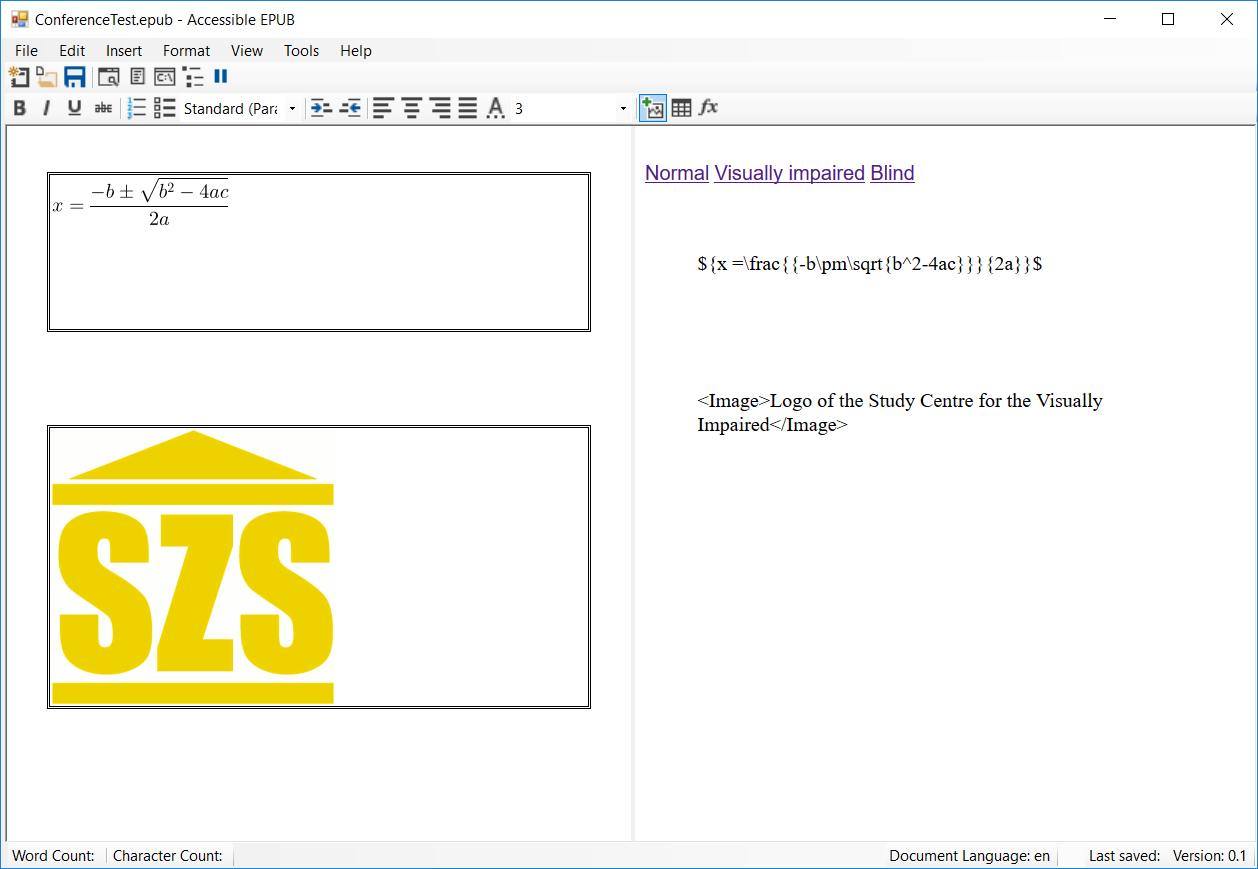 ConferenceTest.epub - Accessible EPUB
File Edit Insert Format View Tools Help
C:\
B I U abc Standard (Para A 3 fx
x = \frac{-b ± \sqrt{b^2 - 4ac}}{2a}
SZS
Normal Visually impaired Blind
${x =\frac{{-b\pm\sqrt{b^2-4ac}}}{2a}}$
<Image>Logo of the Study Centre for the Visually
Impaired</Image>
Word Count: Character Count: Document Language: en Last saved: Version: 0.1